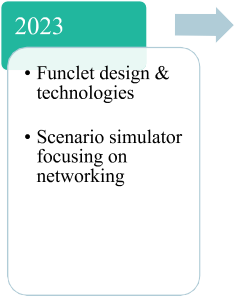 2023
• Funclet design &
technologies
• Scenario simulator
focusing on
networking